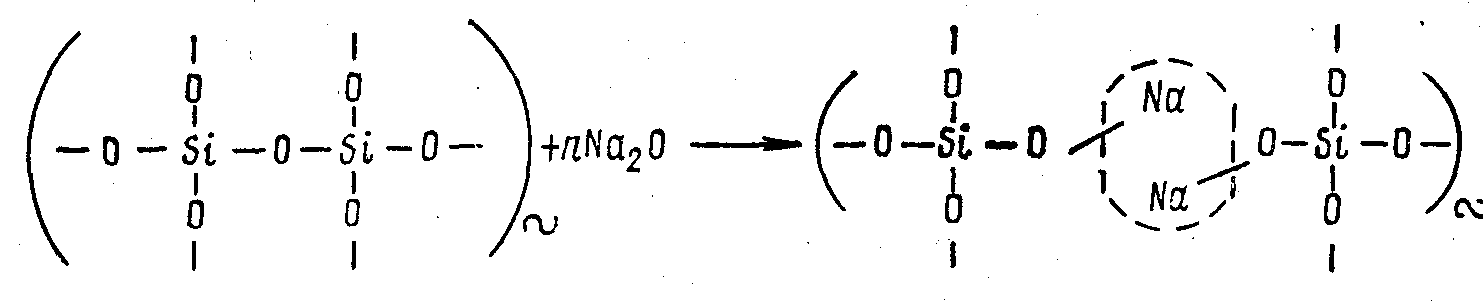 | | | |
O O O O
| | | |
( — O — Si — O — Si — O — )~ + nNa₂O ⟶ ( — O — Si — O — Na Na — O — Si — O — )~
| | | |
O O O O
| | | |